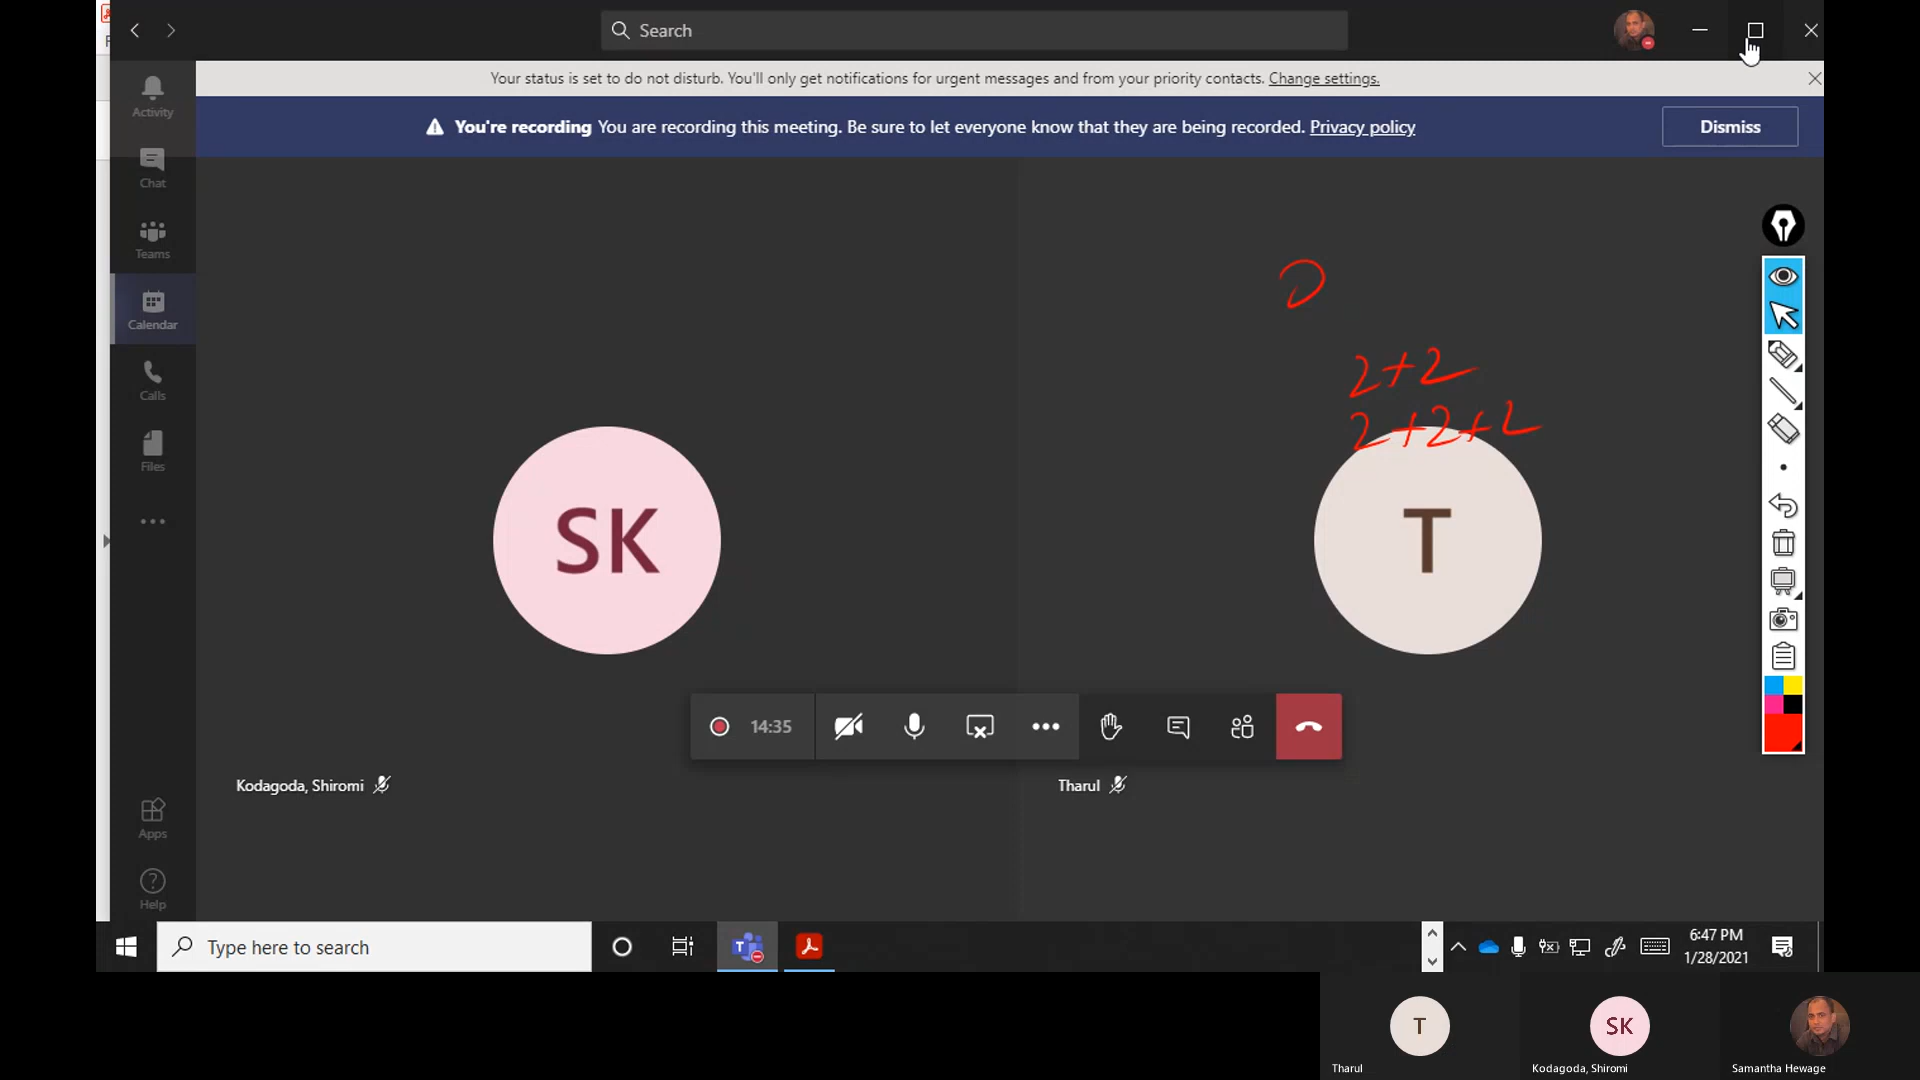 Search
Your status is set to do not disturb. You'll only get notifications for urgent messages and from your priority contacts. Change settings.
You're recording You are recording this meeting. Be sure to let everyone know that they are being recorded. Privacy policy
Dismiss
Activity
Chat
Teams
Calendar
Calls
Files
Apps
Help
2+2
2+2+2
SK
T
14:35
Kodagoda, Shiromi
Tharul
Type here to search
6:47 PM
1/28/2021
T
SK
Tharul
Kodagoda, Shiromi
Samantha Hewage